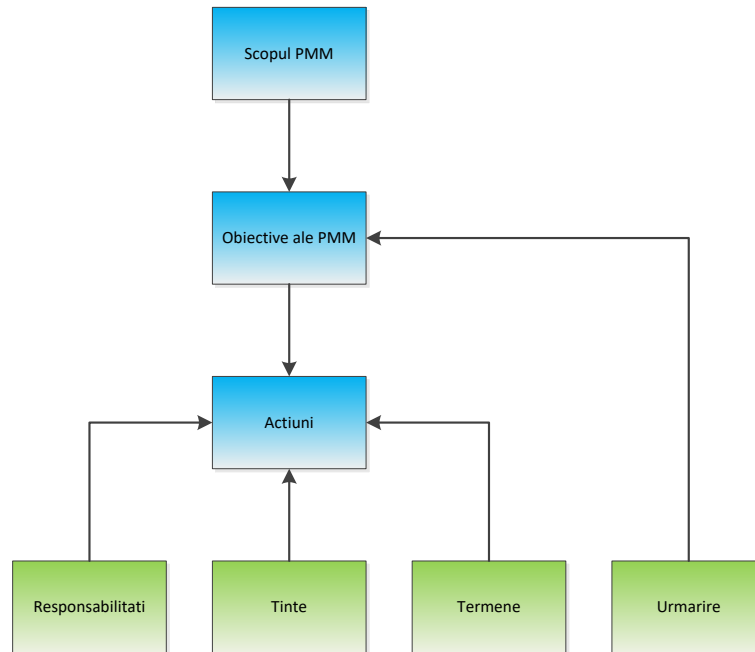 Scopul PMM
Obiective ale PMM
Actiuni
Responsabilitati
Tinte
Termene
Urmarire